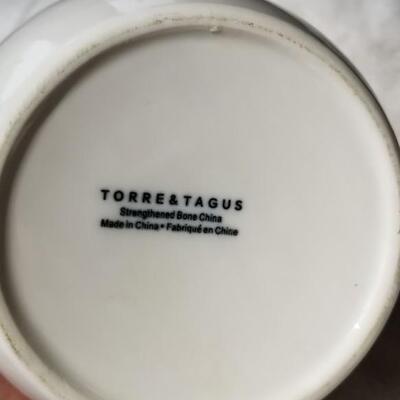 TORRE & TAGUS
Strengthened Bone China
Made in China • Fabriqué en Chine